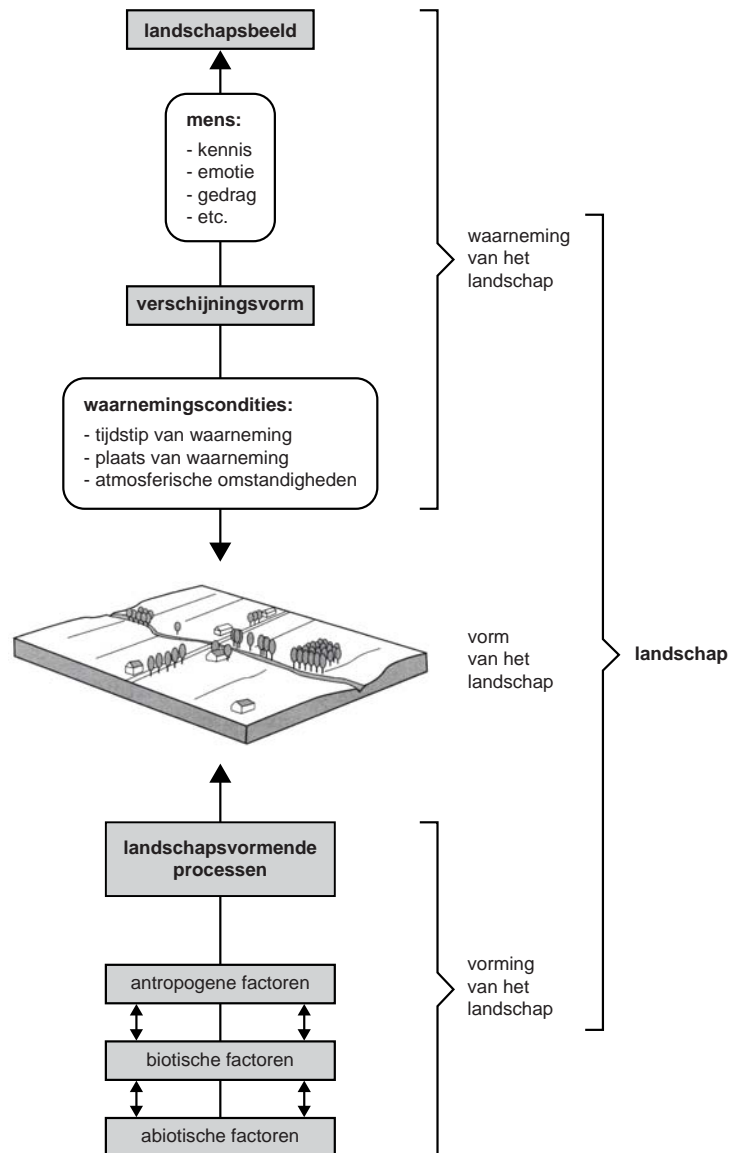 landschapsbeeld
mens:
- kennis
- emotie
- gedrag
- etc.
waarneming
van het
landschap
verschijningsvorm
waarnemingscondities:
- tijdstip van waarneming
- plaats van waarneming
- atmosferische omstandigheden
vorm
van het
landschap
landschap
landschapsvormende
processen
vorming
van het
landschap
antropogene factoren
biotische factoren
abiotische factoren